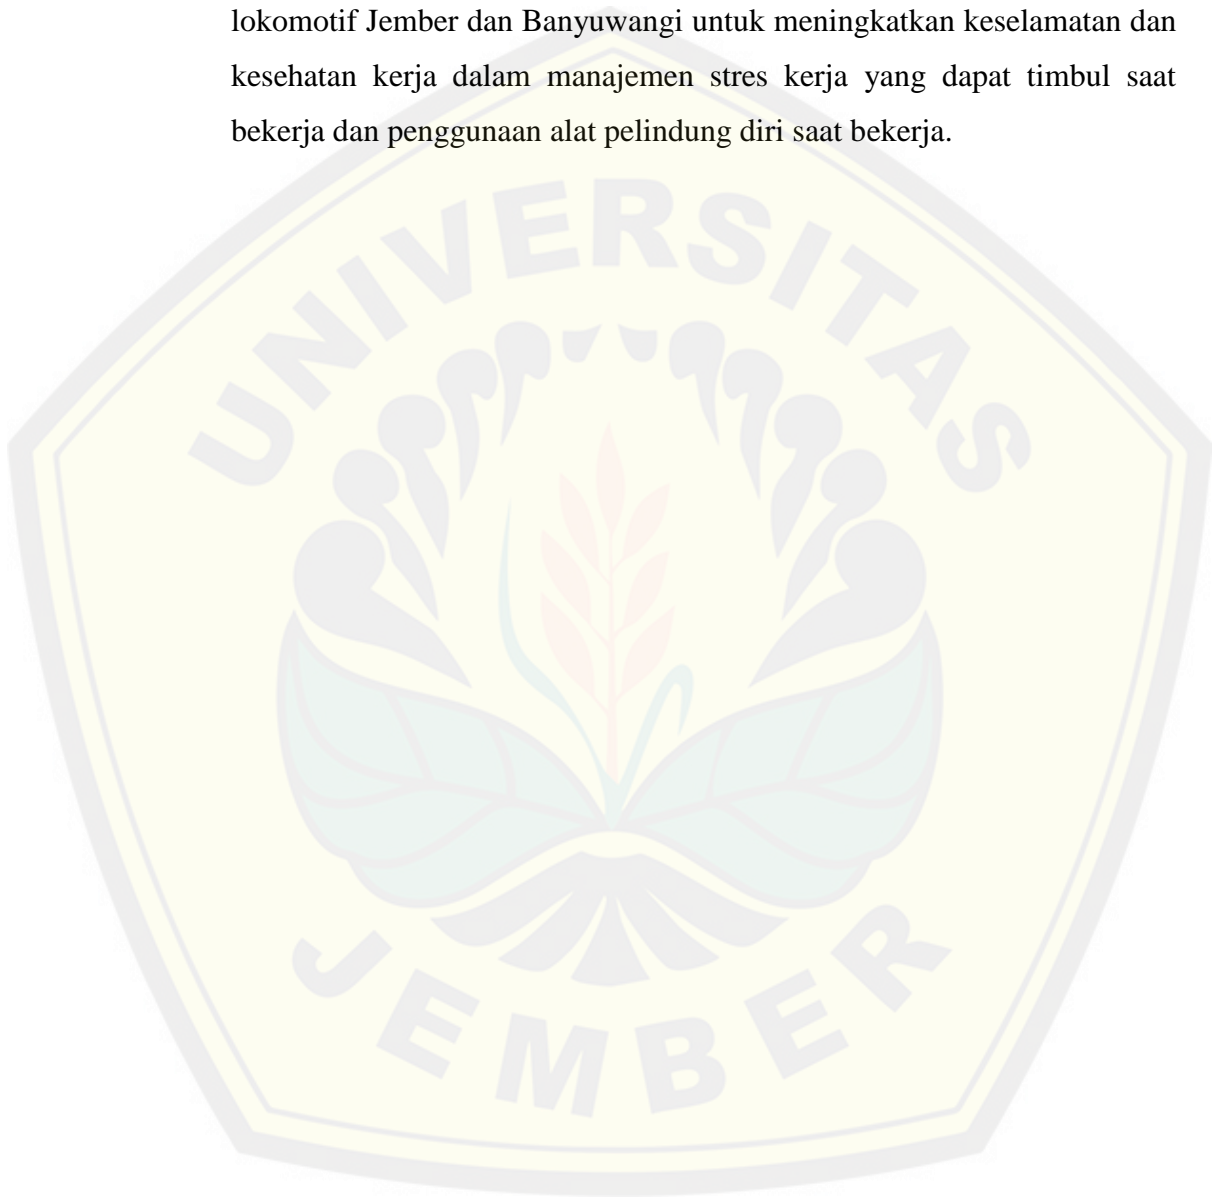 lokomotif Jember dan Banyuwangi untuk meningkatkan keselamatan dan
kesehatan kerja dalam manajemen stres kerja yang dapat timbul saat
bekerja dan penggunaan alat pelindung diri saat bekerja.
UNIVERSITAS
JEMBER